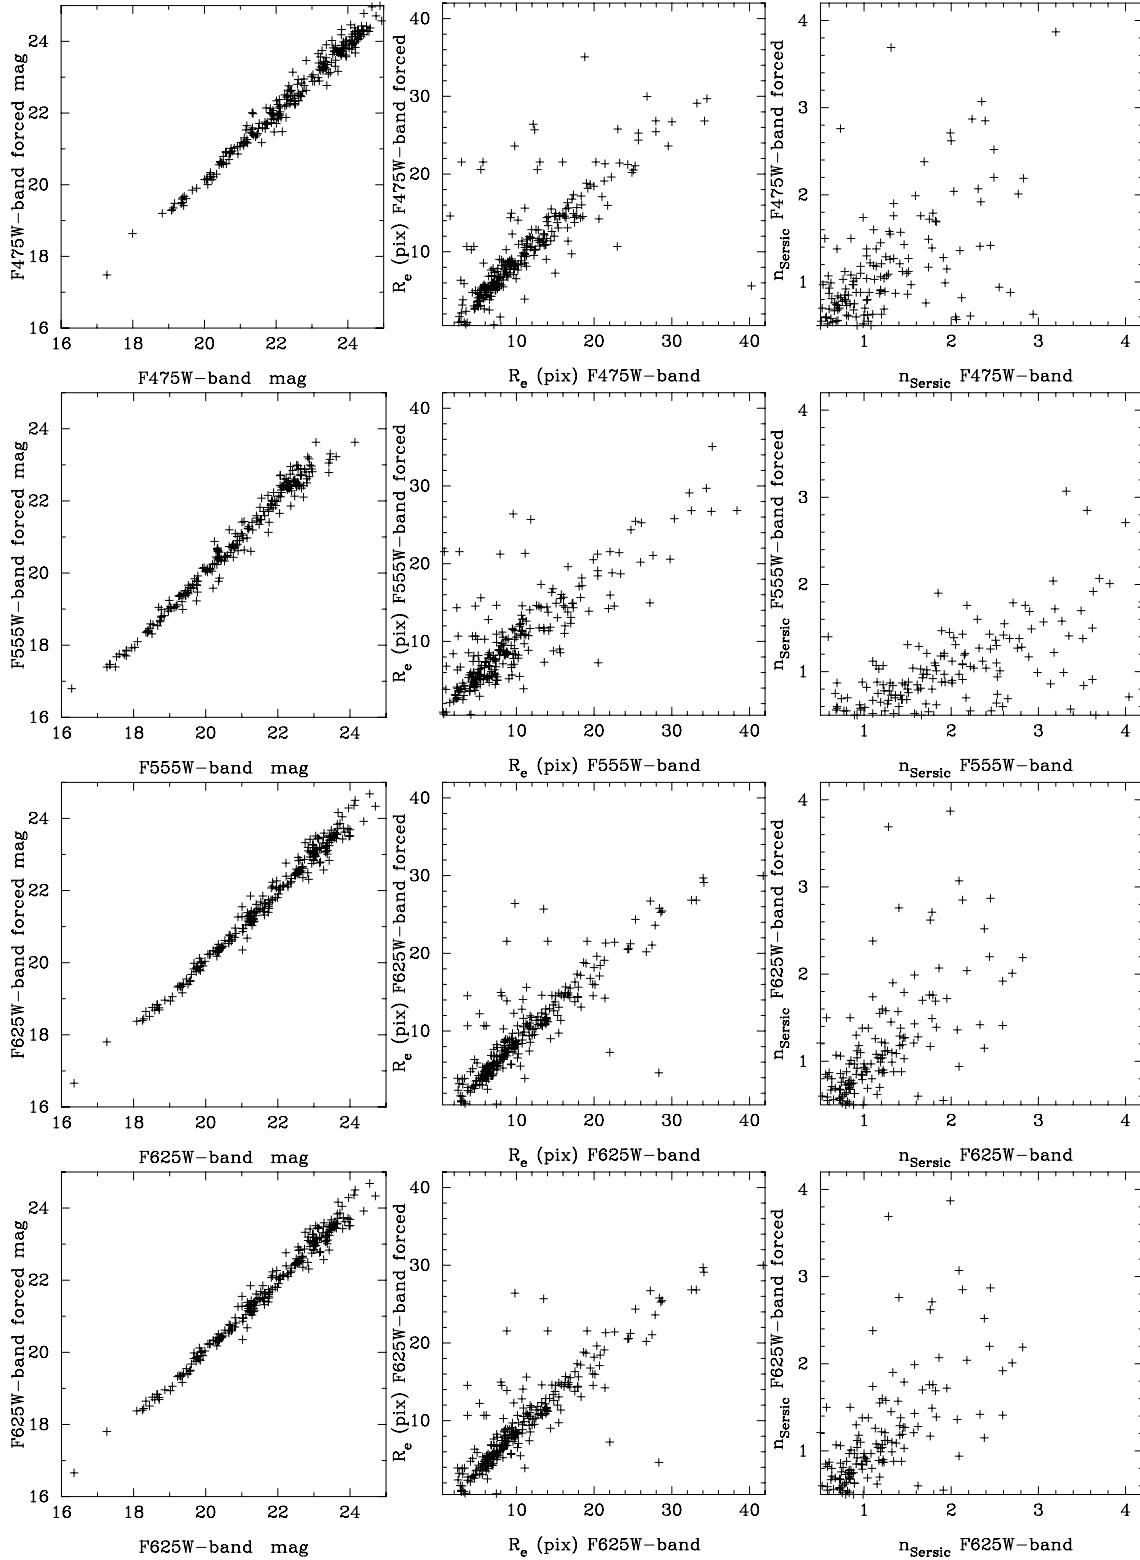 F475W-band forced mag
24
22
20
18
16
16 18 20 22 24
F475W-band mag
R_e (pix) F475W-band forced
40
30
20
10
10 20 30 40
R_e (pix) F475W-band
n_Sersic F475W-band forced
4
3
2
1
1 2 3 4
n_Sersic F475W-band
F555W-band forced mag
24
22
20
18
16
16 18 20 22 24
F555W-band mag
R_e (pix) F555W-band forced
40
30
20
10
10 20 30 40
R_e (pix) F555W-band
n_Sersic F555W-band forced
4
3
2
1
1 2 3 4
n_Sersic F555W-band
F625W-band forced mag
24
22
20
18
16
16 18 20 22 24
F625W-band mag
R_e (pix) F625W-band forced
40
30
20
10
10 20 30 40
R_e (pix) F625W-band
n_Sersic F625W-band forced
4
3
2
1
1 2 3 4
n_Sersic F625W-band
F625W-band forced mag
24
22
20
18
16
16 18 20 22 24
F625W-band mag
R_e (pix) F625W-band forced
40
30
20
10
10 20 30 40
R_e (pix) F625W-band
n_Sersic F625W-band forced
4
3
2
1
1 2 3 4
n_Sersic F625W-band